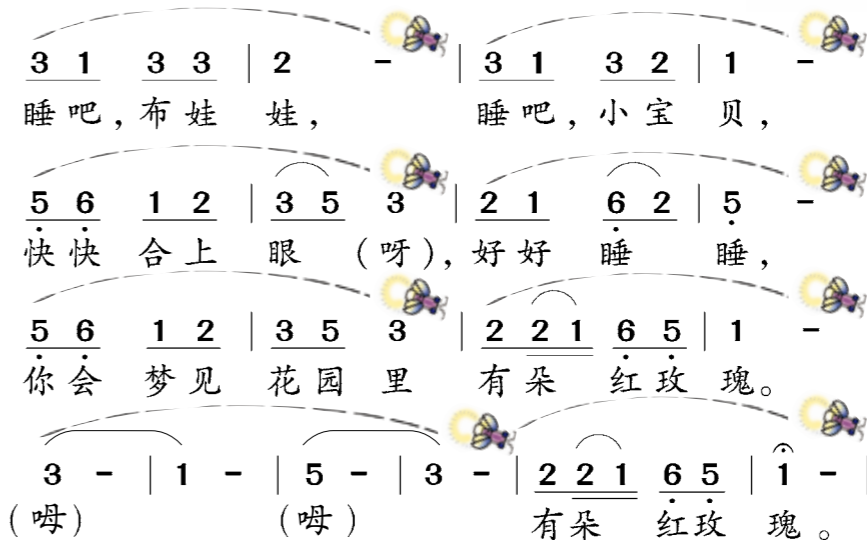 3 1 3 3 | 2 - | 3 1 3 2 | 1 -
睡吧,布娃 娃, 睡吧,小宝 贝,
5̣ 6̣ 1 2 | 3 5 3 | 2 1 6̣ 2 | 5̣ -
快快 合上 眼 (呀),好好 睡 睡,
5̣ 6̣ 1 2 | 3 5 3 | 2 2 1 6̣ 5̣ | 1 -
你会 梦见 花园 里 有朵 红玫 瑰。
3 - | 1 - | 5 - | 3 - | 2 2 1 6̣ 5̣ | 1 - |
(呣) (呣) 有朵 红玫 瑰。